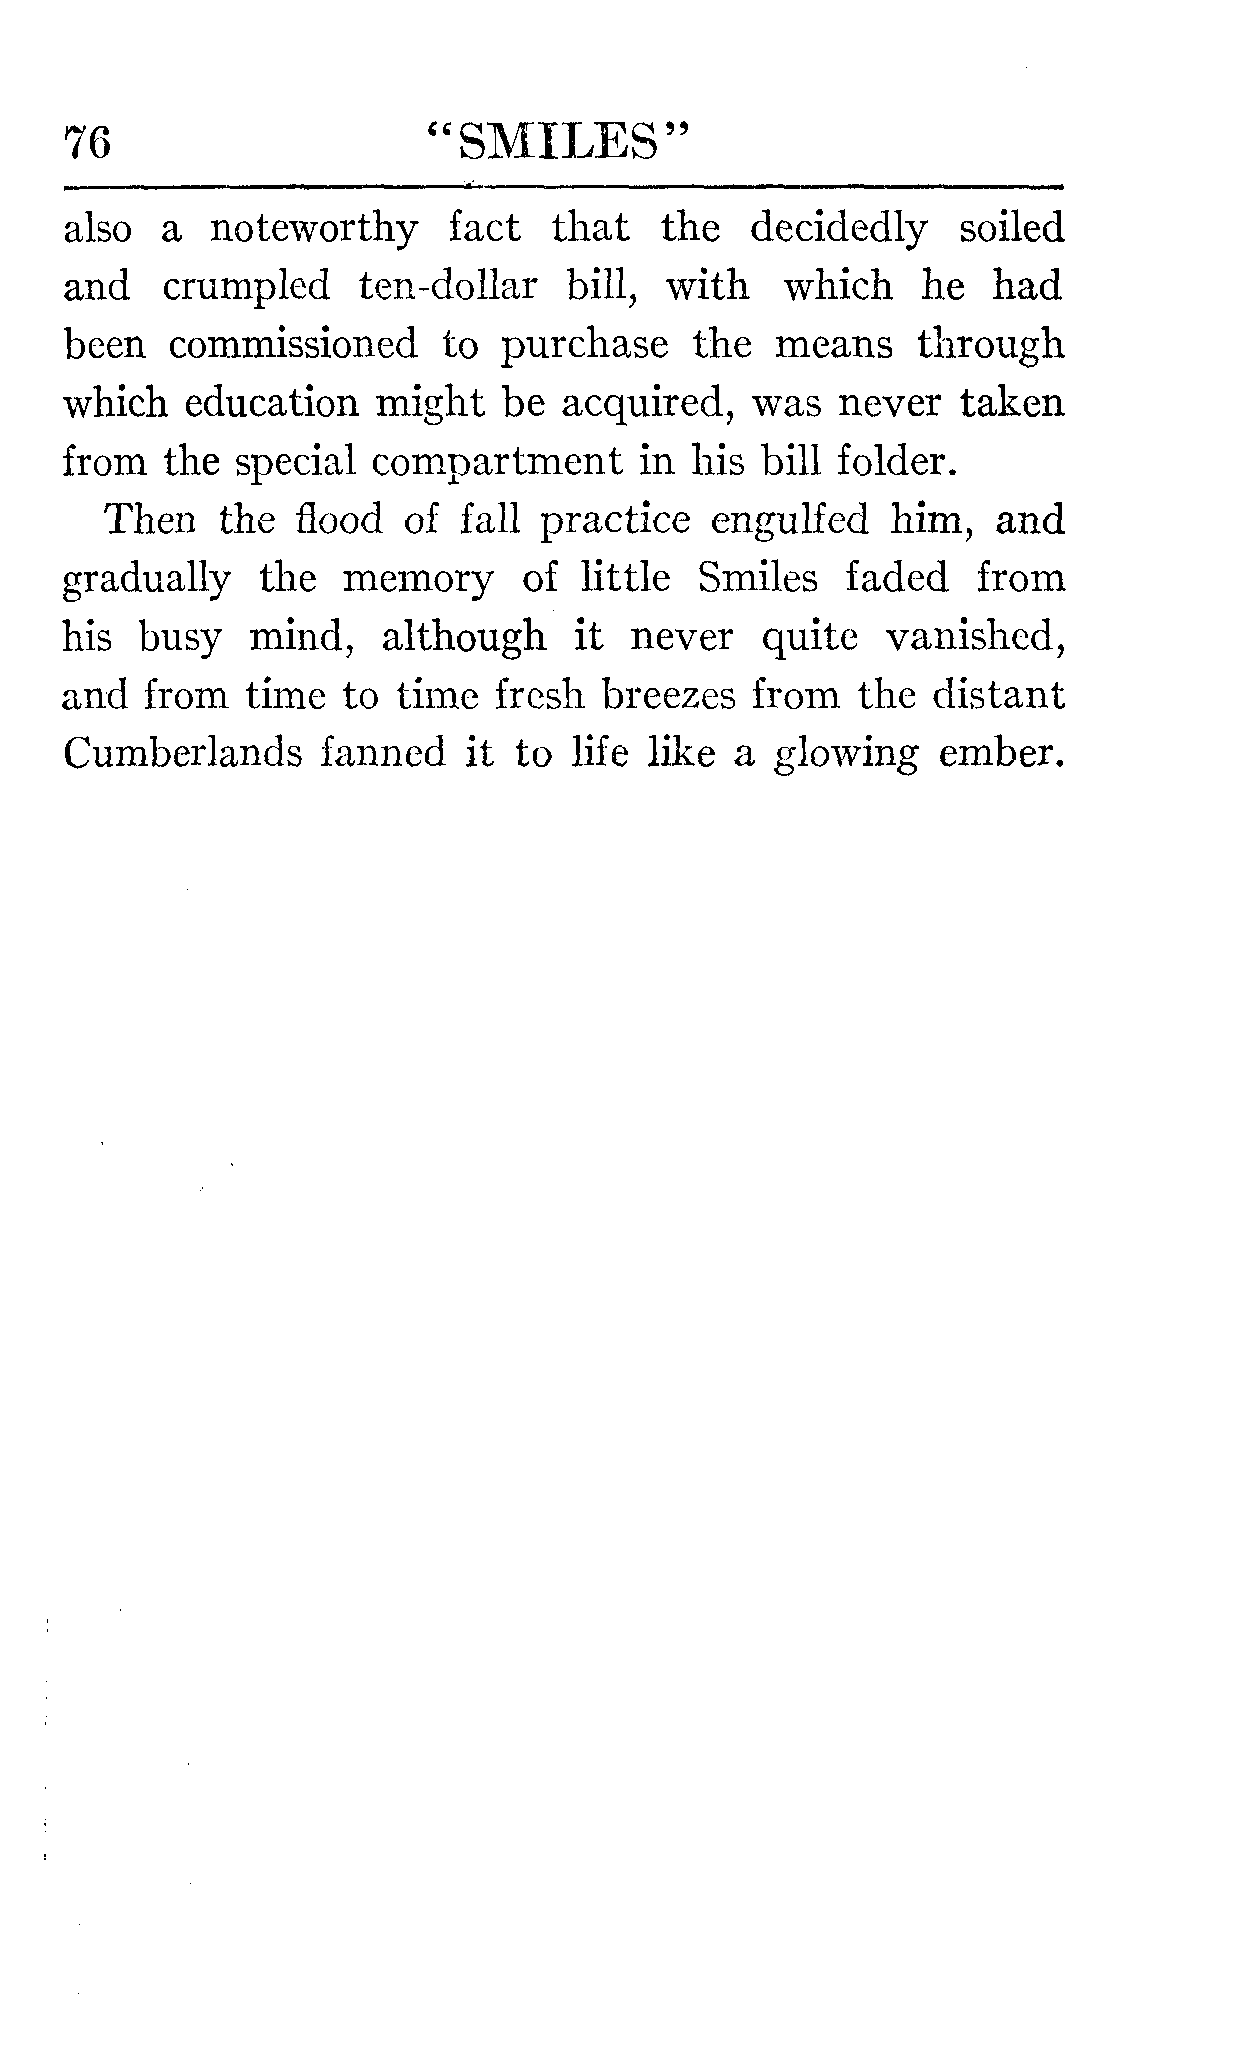 76 “SMILES”
also a noteworthy fact that the decidedly soiled
and crumpled ten-dollar bill, with which he had
been commissioned to purchase the means through
which education might be acquired, was never taken
from the special compartment in his bill folder.
Then the flood of fall practice engulfed him, and
gradually the memory of little Smiles faded from
his busy mind, although it never quite vanished,
and from time to time fresh breezes from the distant
Cumberlands fanned it to life like a glowing ember.